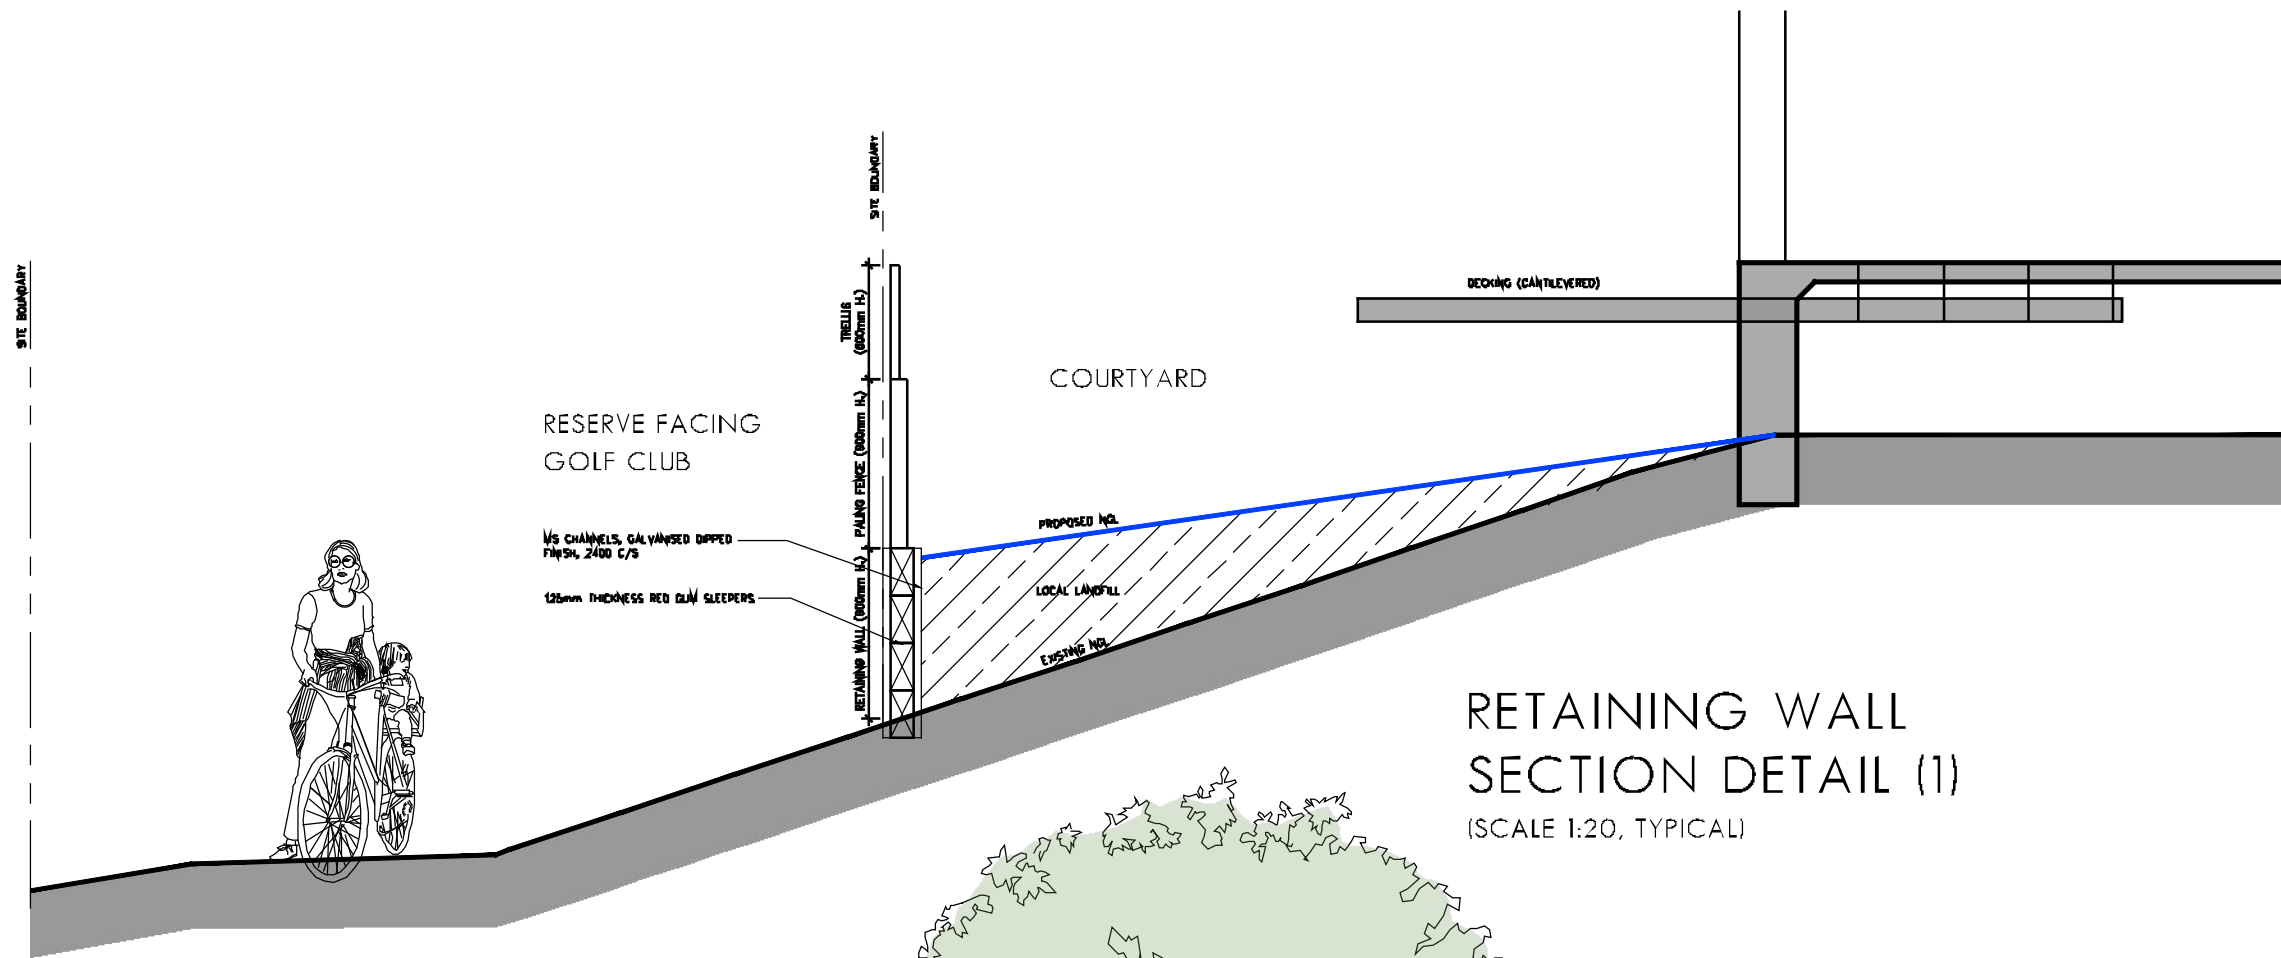 SITE BOUNDARY
SITE BOUNDARY
TRELLIS
(600mm H.)
DECKING (CANTILEVERED)
COURTYARD
RESERVE FACING
GOLF CLUB
PALING FENCE (900mm H.)
PROPOSED NGL
MS CHANNELS, GALVANISED DIPPED
FINISH, 2400 C/S
125mm THICKNESS RED GUM SLEEPERS
RETAINING WALL (900mm H.)
LOCAL LANDFILL
EXISTING NGL
RETAINING WALL
SECTION DETAIL (1)
(SCALE 1:20, TYPICAL)